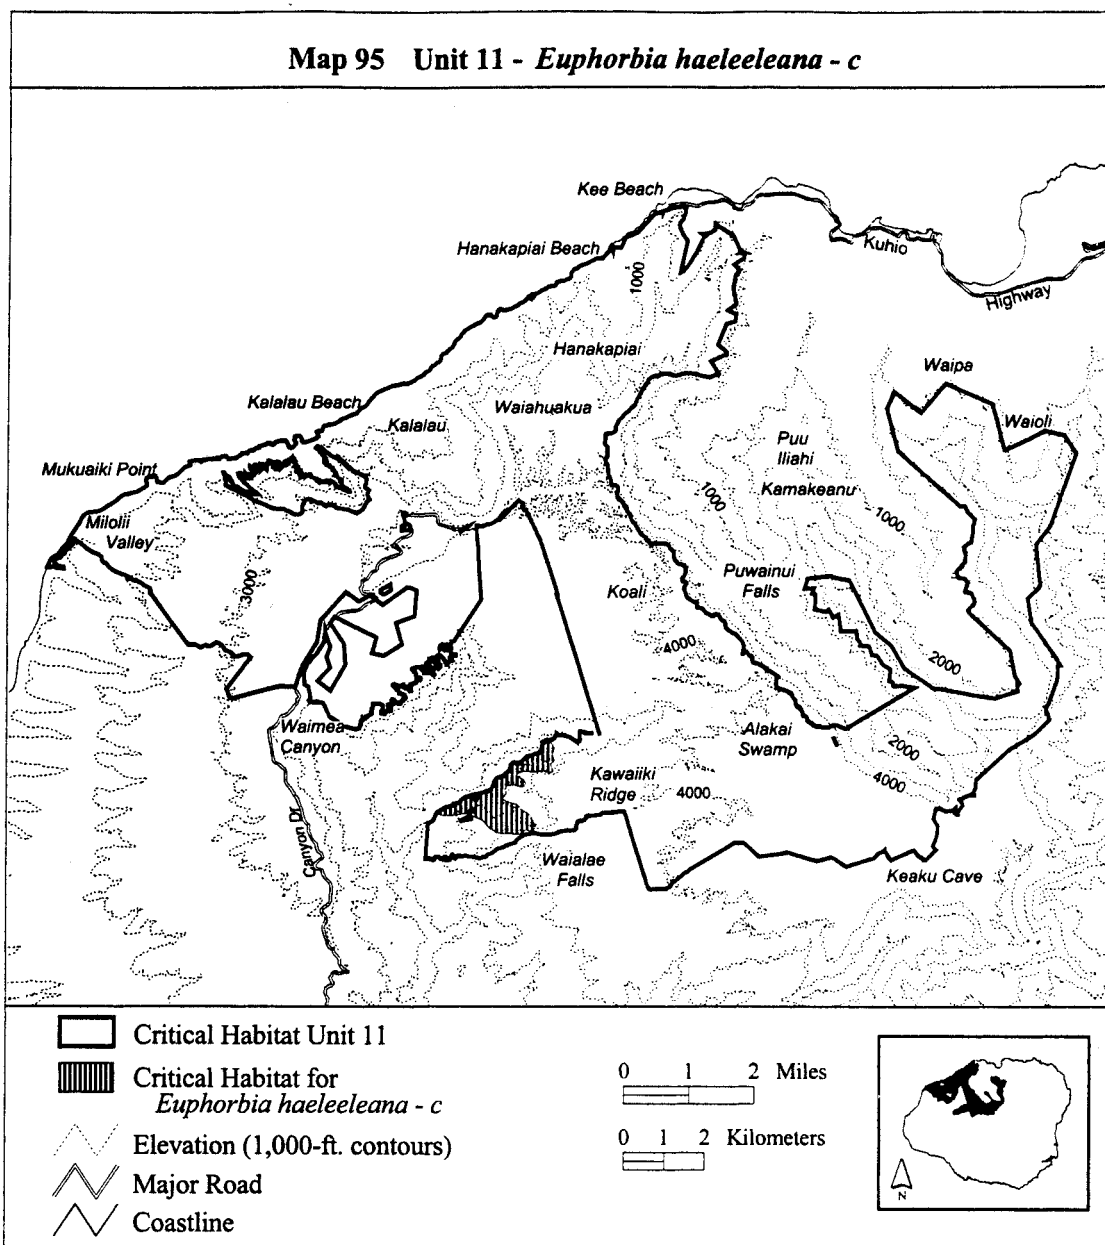 Map 95 Unit 11 - Euphorbia haeleeleana - c
Kee Beach
Hanakapiai Beach
Kuhio
Highway
1000
Hanakapiai
Waipa
Kalalau Beach
Waiahuakua
Kalalau
Waioli
Puu
Iliahi
Mukuaiki Point
Kamakeanu
1000
1000
Milolii
Valley
3000
Koali
Puwainui
Falls
4000
2000
Waimea
Canyon
Alakai
Swamp
2000
Kawaiiki
Ridge
4000
4000
Canyon Dr
Waialae
Falls
Keaku Cave
Critical Habitat Unit 11
Critical Habitat for
Euphorbia haeleeleana - c
Elevation (1,000-ft. contours)
Major Road
Coastline
0 1 2 Miles
0 1 2 Kilometers
N